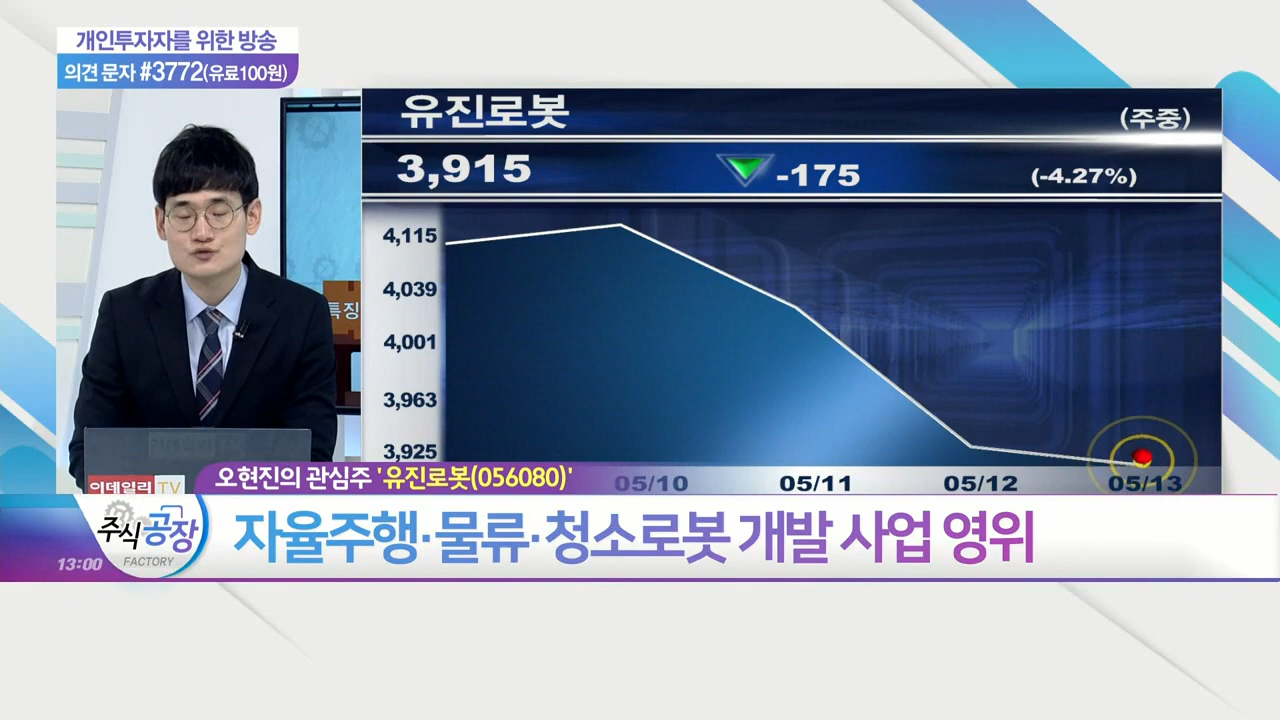 개인투자자를 위한 방송
의견 문자 #3772(유료100원)
유진로봇
(주중)
3,915
-175
(-4.27%)
4,115
4,039
4,001
3,963
3,925
05/10
05/11
05/12
05/13
특징
이데일리 TV
오현진의 관심주 '유진로봇(056080)'
주식공장
FACTORY
13:00
자율주행·물류·청소로봇 개발 사업 영위